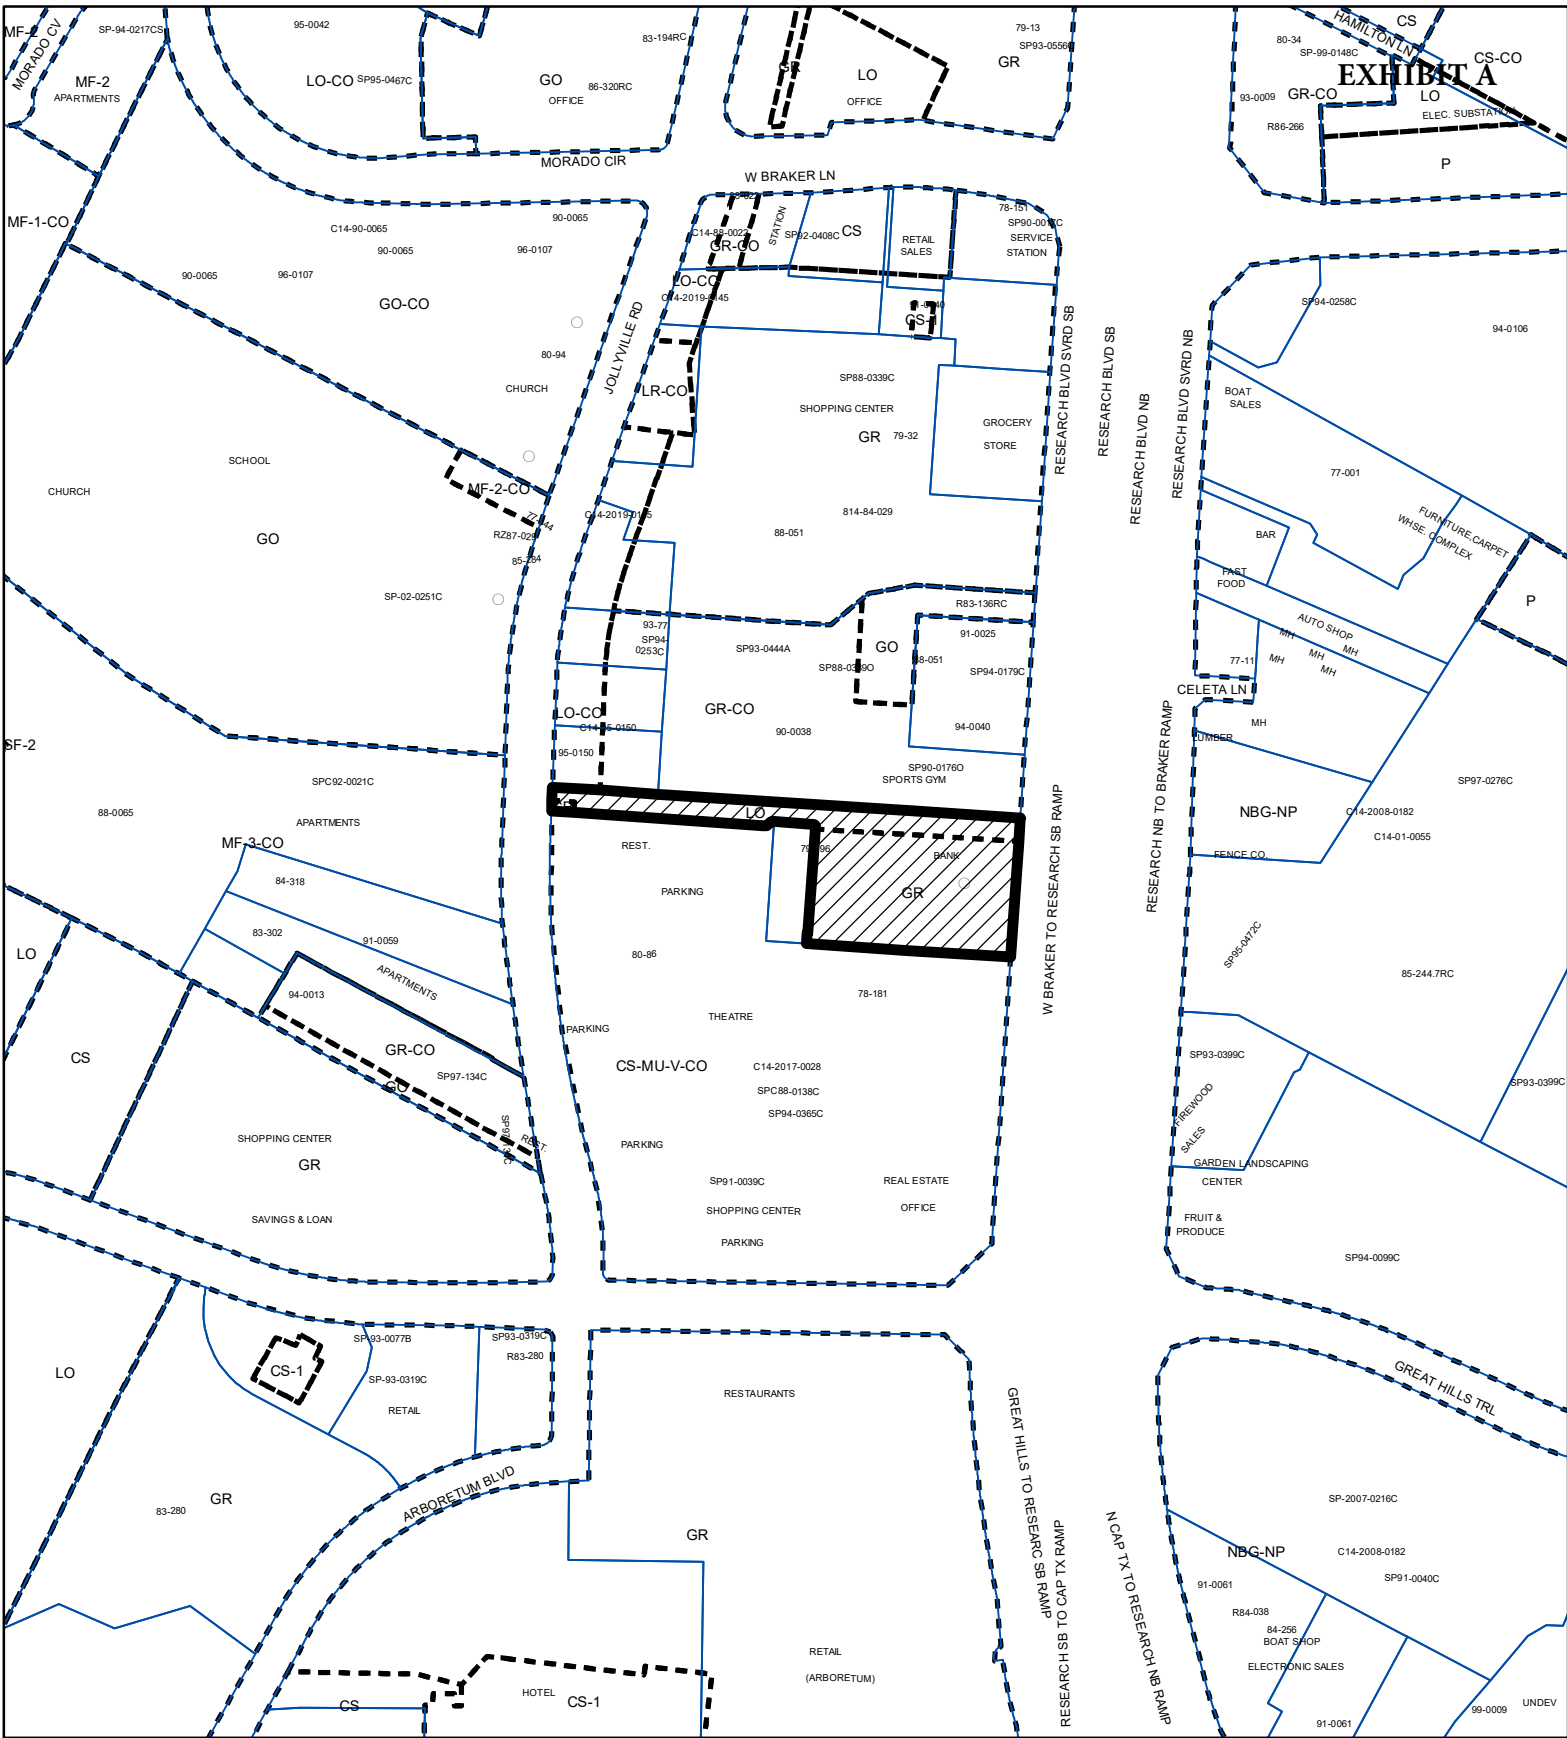 EXHIBIT A
MF-2
MORADO CV
SP-94-0217CS
95-0042
83-194RC
79-13
SP93-0556C
HAMILTON LN
CS
80-34
SP-99-0148C
CS-CO
MF-2
APARTMENTS
LO-CO
SP95-0467C
GO
OFFICE
86-320RC
GR
LO
OFFICE
GR
93-0009
GR-CO
LO
R86-266
ELEC. SUBSTATION
P
MORADO CIR
W BRAKER LN
MF-1-CO
C14-90-0065
90-0065
90-0065
96-0107
90-0065
96-0107
GO-CO
80-94
CHURCH
JOLLYVILLE RD
C14-88-0022
GR-CO
STATION
SP92-0408C
CS
RETAIL
SALES
78-151
SP90-0017C
SERVICE
STATION
LO-CO
C14-2019-0145
CS-1
LR-CO
SP88-0339C
SHOPPING CENTER
GR
79-32
GROCERY
STORE
814-84-029
88-051
RESEARCH BLVD SVRD SB
RESEARCH BLVD SB
RESEARCH BLVD NB
RESEARCH BLVD SVRD NB
SP94-0258C
94-0106
BOAT
SALES
77-001
FURNITURE,CARPET
WHSE. COMPLEX
BAR
FAST
FOOD
P
AUTO SHOP
MH
MH
MH
MH
MH
77-11
CELETA LN
MH
LUMBER
SCHOOL
CHURCH
GO
MF-2-CO
77-144
RZ87-029
85-284
SP-02-0251C
C14-2019-0145
93-77
SP94-
0253C
SP93-0444A
R83-136RC
GO
91-0025
88-051
SP94-0179C
LO-CO
C14-95-0150
95-0150
GR-CO
90-0038
94-0040
SP90-0176O
SPORTS GYM
SF-2
SPC92-0021C
88-0065
APARTMENTS
MF-3-CO
84-318
83-302
91-0059
APARTMENTS
94-0013
LO
REST.
LO
BANK
GR
PARKING
80-86
78-181
PARKING
THEATRE
CS-MU-V-CO
C14-2017-0028
SPC88-0138C
SP94-0365C
PARKING
SP91-0039C
SHOPPING CENTER
PARKING
REAL ESTATE
OFFICE
W BRAKER TO RESEARCH SB RAMP
RESEARCH NB TO BRAKER RAMP
SP97-0276C
NBG-NP
C14-2008-0182
C14-01-0055
FENCE CO.
SP95-0472C
85-244.7RC
SP93-0399C
SP93-0399C
FIREWOOD
SALES
GARDEN LANDSCAPING
CENTER
FRUIT &
PRODUCE
SP94-0099C
CS
GR-CO
GO
SP97-134C
REST.
SHOPPING CENTER
GR
SAVINGS & LOAN
LO
CS-1
SP-93-0077B
SP-93-0319C
RETAIL
SP93-0319C
R83-280
RESTAURANTS
GREAT HILLS TRL
83-280
GR
ARBORETUM BLVD
GR
GREAT HILLS TO RESEARC SB RAMP
RESEARCH SB TO CAP TX RAMP
N CAP TX TO RESEARCH NB RAMP
SP-2007-0216C
NBG-NP
C14-2008-0182
SP91-0040C
91-0061
R84-038
84-256
BOAT SHOP
ELECTRONIC SALES
RETAIL
(ARBORETUM)
HOTEL
CS-1
CS
91-0061
99-0009
UNDEV